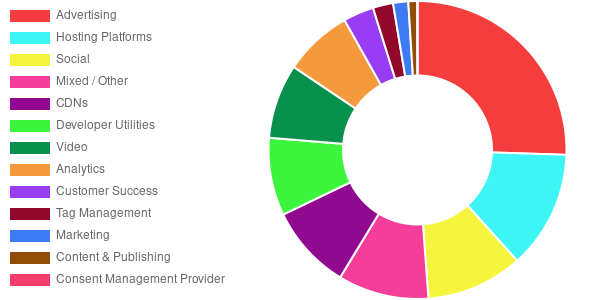 Advertising
Hosting Platforms
Social
Mixed / Other
CDNs
Developer Utilities
Video
Analytics
Customer Success
Tag Management
Marketing
Content & Publishing
Consent Management Provider